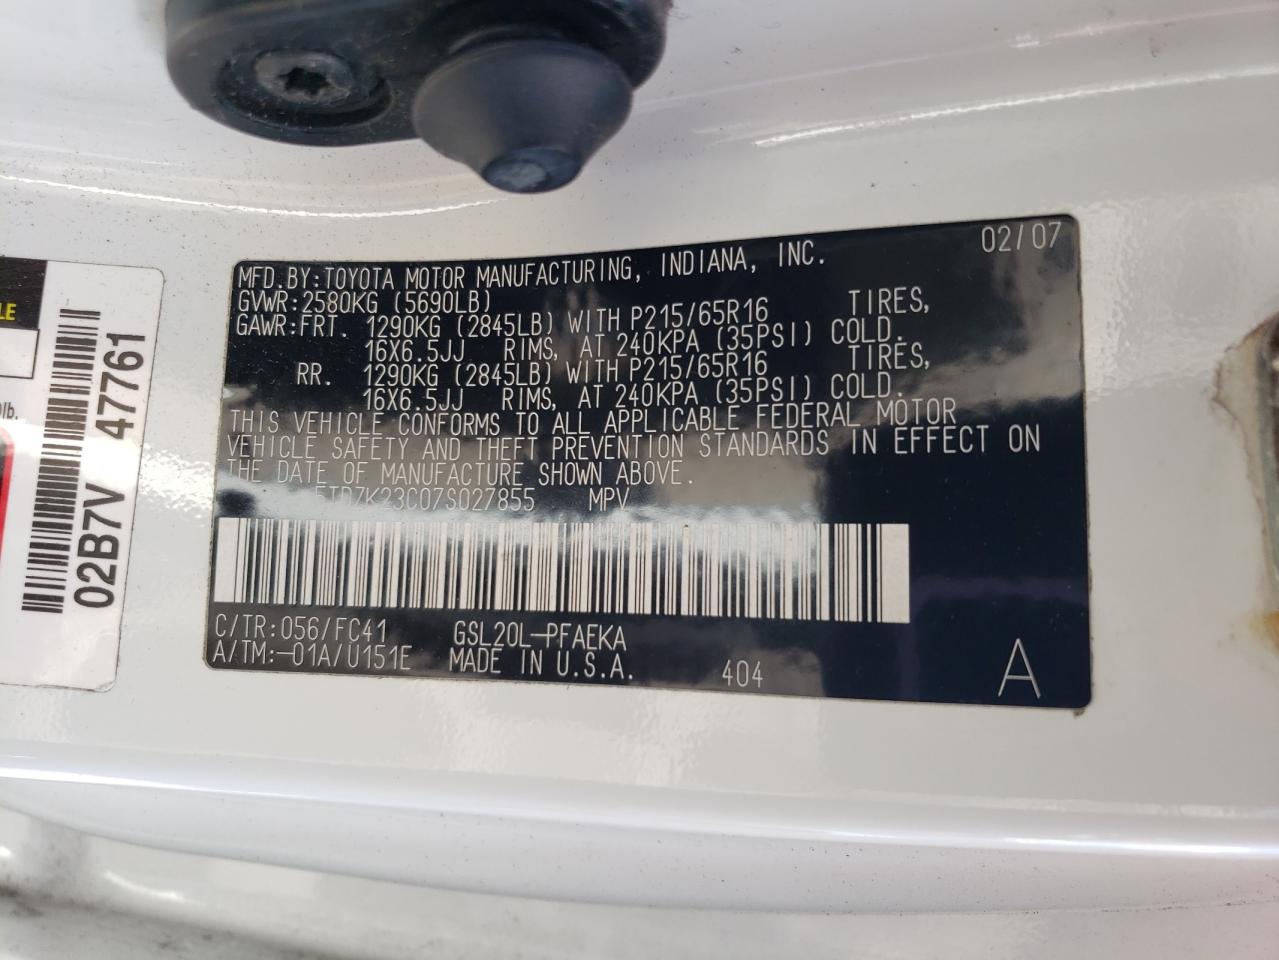 MFD.BY:TOYOTA MOTOR MANUFACTURING, INDIANA, INC. 02/07
GVWR:2580KG (5690LB)
GAWR:FRT. 1290KG (2845LB) WITH P215/65R16 TIRES,
16X6.5JJ RIMS, AT 240KPA (35PSI) COLD.
RR. 1290KG (2845LB) WITH P215/65R16 TIRES,
16X6.5JJ RIMS, AT 240KPA (35PSI) COLD.
THIS VEHICLE CONFORMS TO ALL APPLICABLE FEDERAL MOTOR
VEHICLE SAFETY AND THEFT PREVENTION STANDARDS IN EFFECT ON
THE DATE OF MANUFACTURE SHOWN ABOVE.
5TDZK23C07S027855 MPV
C/TR:056/FC41 GSL20L-PFAEKA
A/TM:-01A/U151E MADE IN U.S.A. 404 A
02B7V 47761
lb.